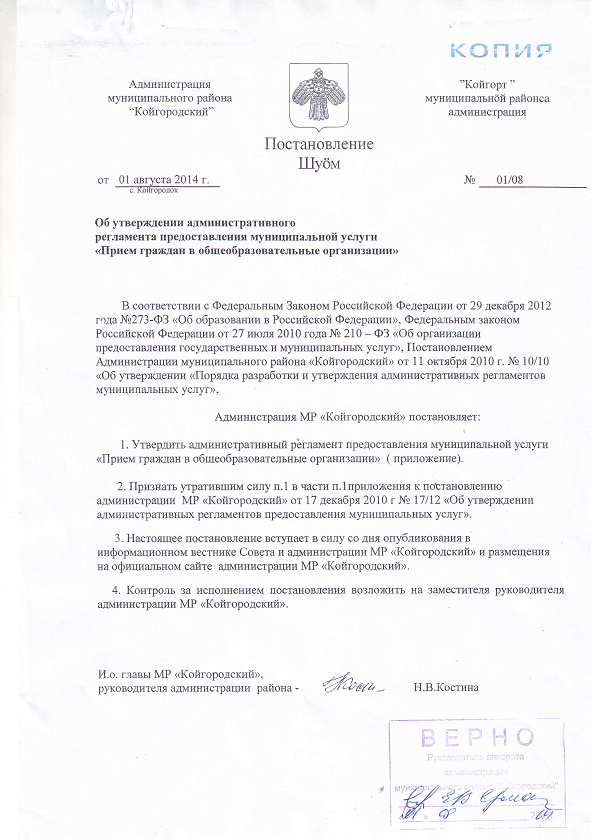 КОПИЯ
Администрация
муниципального района
“Койгородский”
”Койгорт ”
муниципальнӧй районса
администрация
Постановление
Шуӧм
от 01 августа 2014 г.
с. Койгородок
№ 01/08
Об утверждении административного
регламента предоставления муниципальной услуги
«Прием граждан в общеобразовательные организации»
В соответствии с Федеральным Законом Российской Федерации от 29 декабря 2012
года №273-ФЗ «Об образовании в Российской Федерации», Федеральным законом
Российской Федерации от 27 июля 2010 года № 210 – ФЗ «Об организации
предоставления государственных и муниципальных услуг», Постановлением
Администрации муниципального района «Койгородский» от 11 октября 2010 г. № 10/10
«Об утверждении «Порядка разработки и утверждения административных регламентов
муниципальных услуг»,
Администрация МР «Койгородский» постановляет:
1. Утвердить административный регламент предоставления муниципальной услуги
«Прием граждан в общеобразовательные организации» ( приложение).
2. Признать утратившим силу п.1 в части п.1приложения к постановлению
администрации МР «Койгородский» от 17 декабря 2010 г № 17/12 «Об утверждении
административных регламентов предоставления муниципальных услуг».
3. Настоящее постановление вступает в силу со дня опубликования в
информационном вестнике Совета и администрации МР «Койгородский» и размещения
на официальном сайте администрации МР «Койгородский».
4. Контроль за исполнением постановления возложить на заместителя руководителя
администрации МР «Койгородский».
И.о. главы МР «Койгородский»,
руководителя администрации района - Н.В.Костина
ВЕРНО
Руководитель аппарата
администрации
муниципального района "Койгородский"